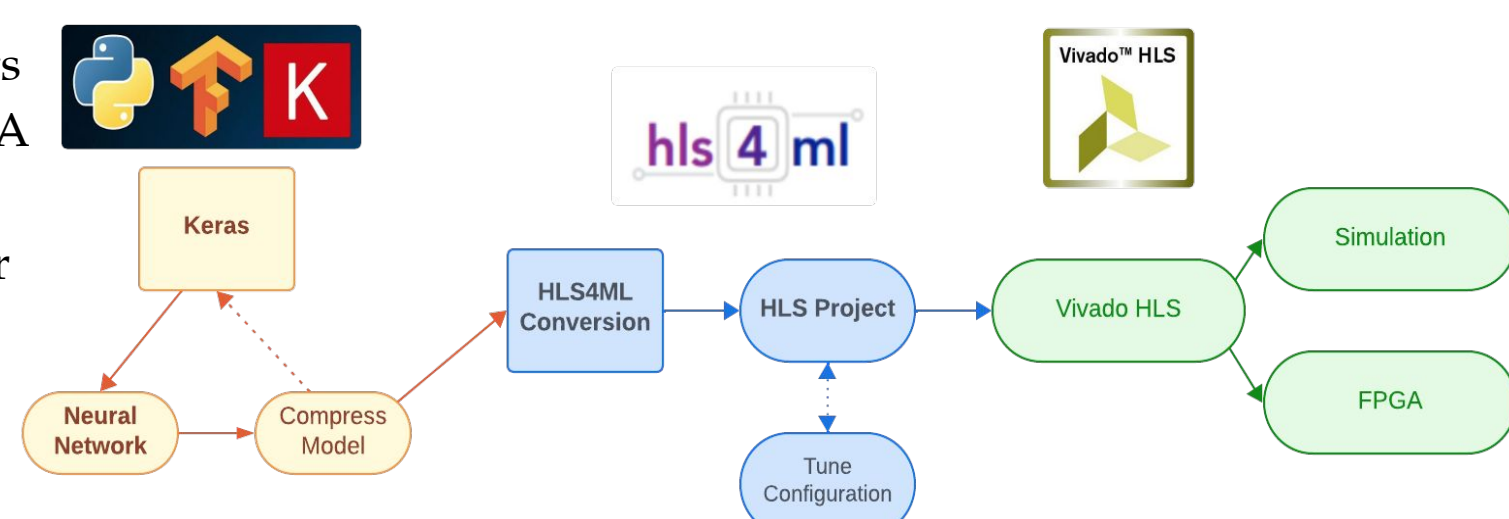 s
A
r
K
Keras
Neural
Network
Compress
Model
hls 4 ml
HLS4ML
Conversion
HLS Project
Tune
Configuration
Vivado™ HLS
Vivado HLS
Simulation
FPGA